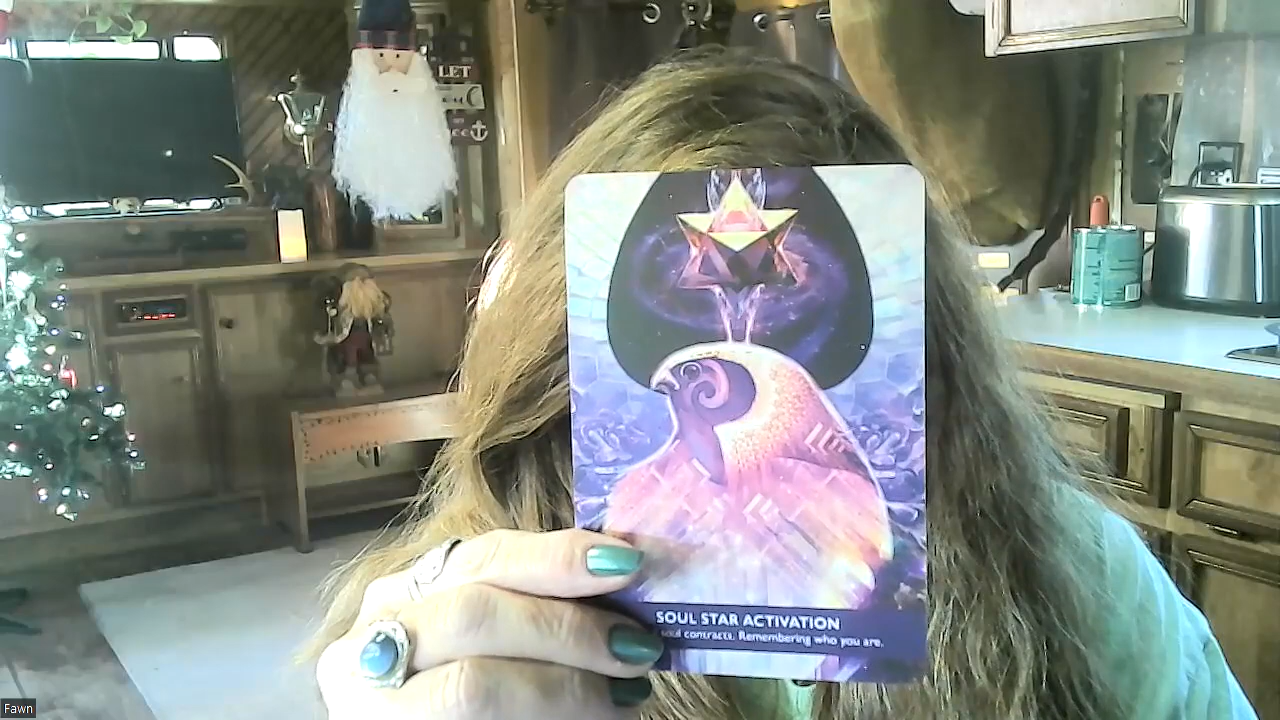 LET
SOUL STAR ACTIVATION
soul contracts. Remembering who you are.
Fawn